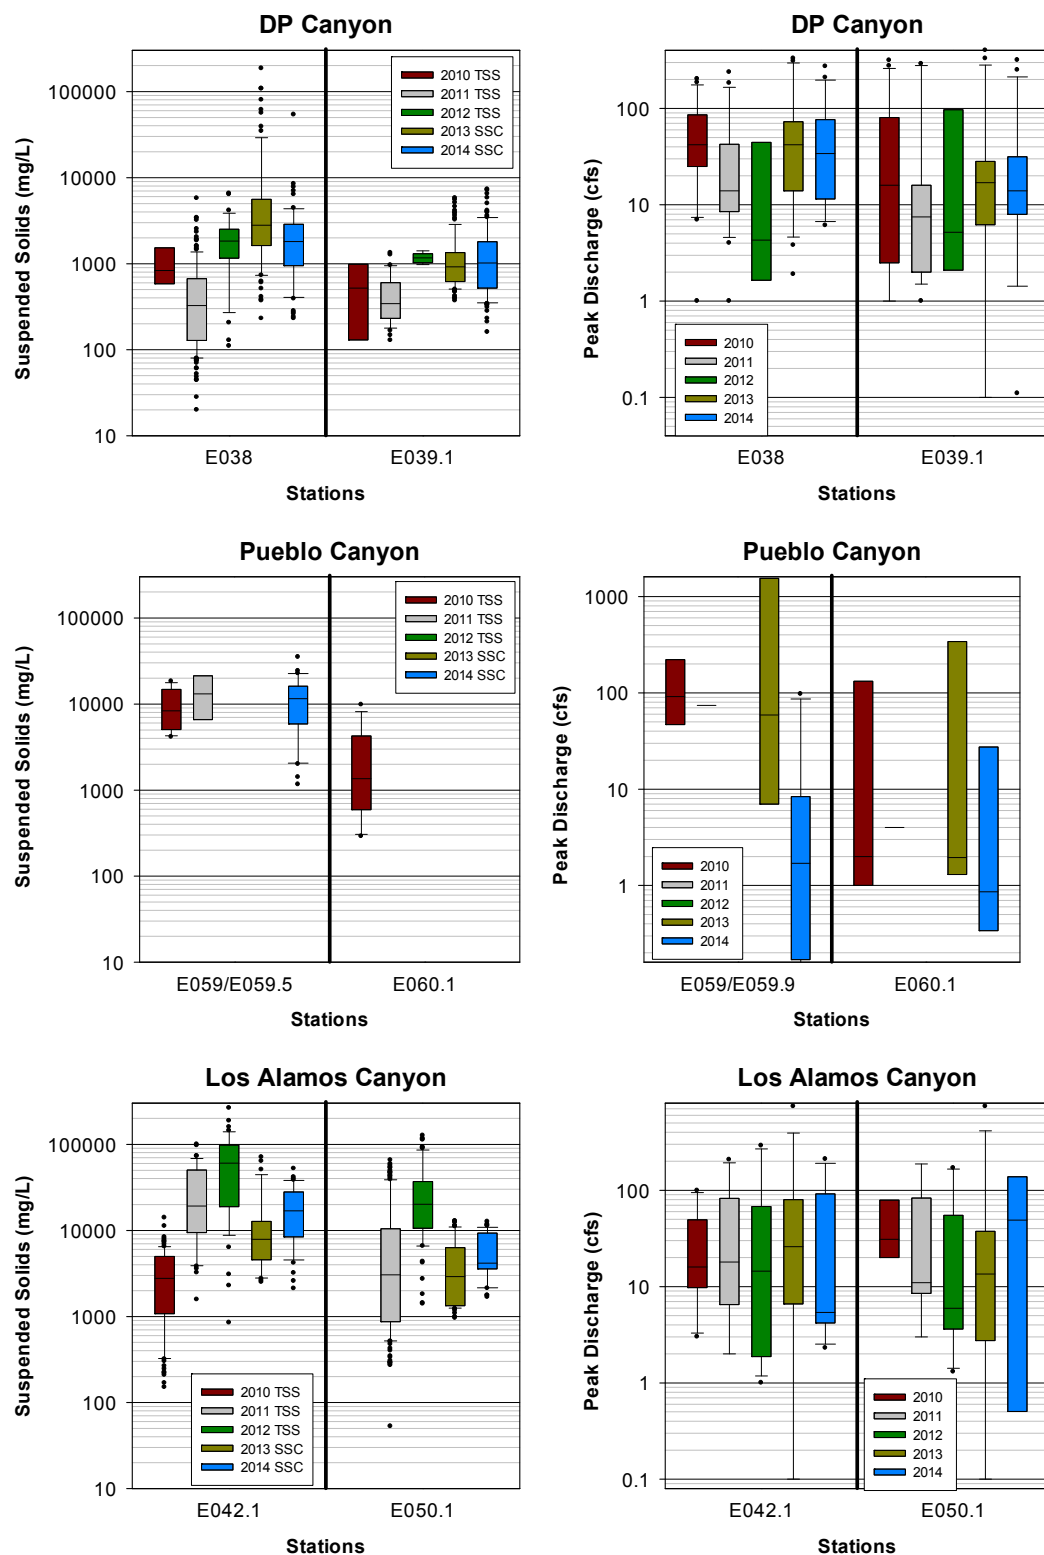 DP Canyon
Suspended Solids (mg/L)
100000
10000
1000
100
10
2010 TSS
2011 TSS
2012 TSS
2013 SSC
2014 SSC
E038
E039.1
Stations
DP Canyon
Peak Discharge (cfs)
100
10
1
0.1
2010
2011
2012
2013
2014
E038
E039.1
Stations
Pueblo Canyon
Suspended Solids (mg/L)
100000
10000
1000
100
10
2010 TSS
2011 TSS
2012 TSS
2013 SSC
2014 SSC
E059/E059.5
E060.1
Stations
Pueblo Canyon
Peak Discharge (cfs)
1000
100
10
1
2010
2011
2012
2013
2014
E059/E059.9
E060.1
Stations
Los Alamos Canyon
Suspended Solids (mg/L)
100000
10000
1000
100
10
2010 TSS
2011 TSS
2012 TSS
2013 SSC
2014 SSC
E042.1
E050.1
Stations
Los Alamos Canyon
Peak Discharge (cfs)
100
10
1
0.1
2010
2011
2012
2013
2014
E042.1
E050.1
Stations